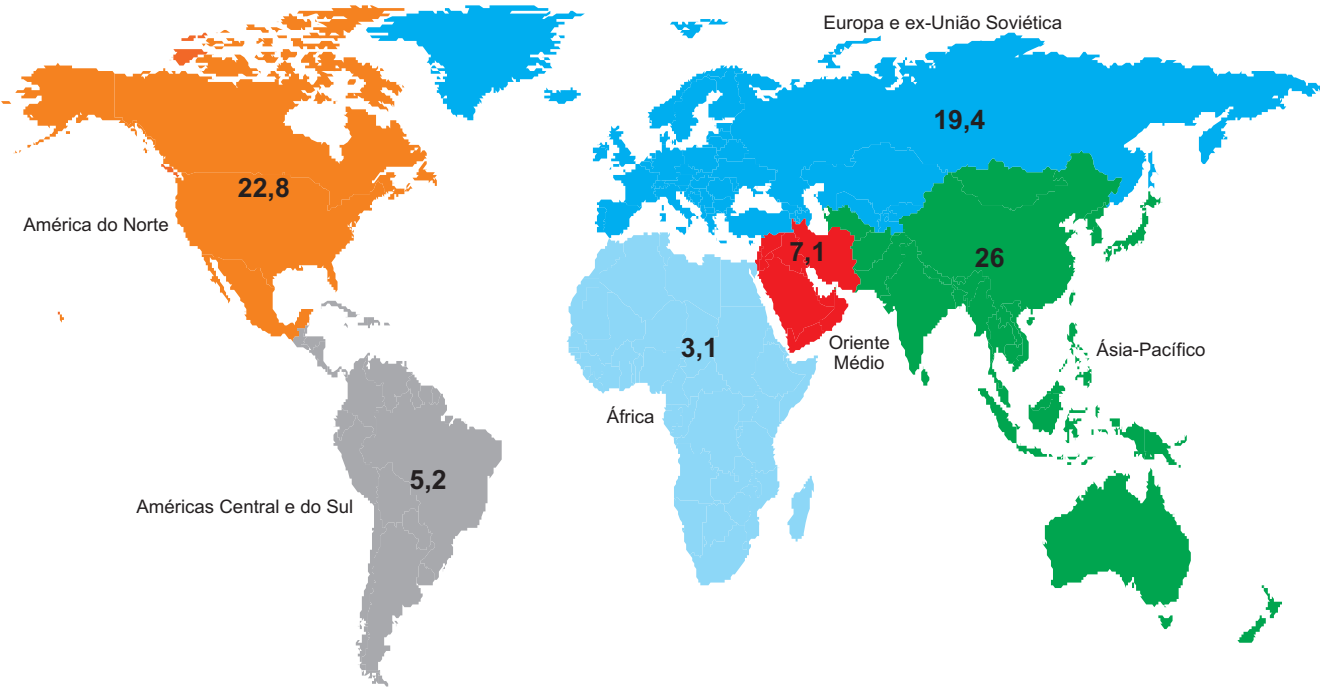 Europa e ex-União Soviética
19,4
22,8
América do Norte
7,1
26
Oriente
Médio
3,1
Ásia-Pacífico
África
5,2
Américas Central e do Sul